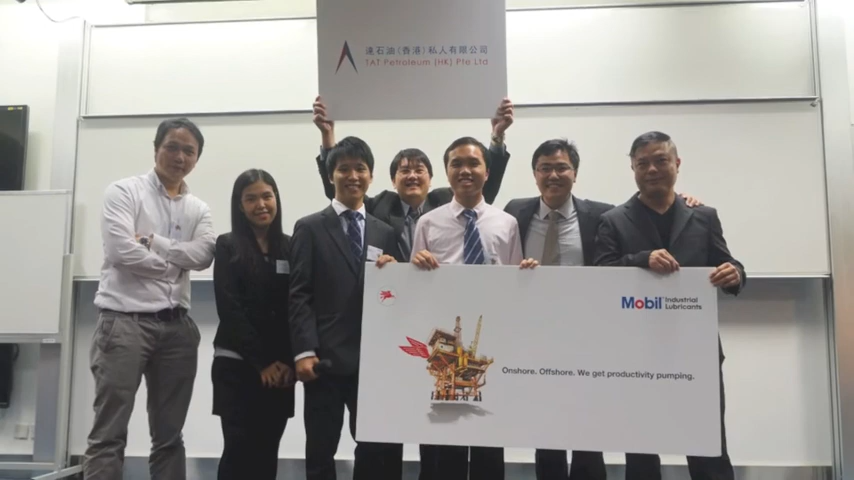 達石油(香港)私人有限公司
TAT Petroleum (HK) Pte Ltd
Mobil Industrial
Lubricants
Onshore. Offshore. We get productivity pumping.